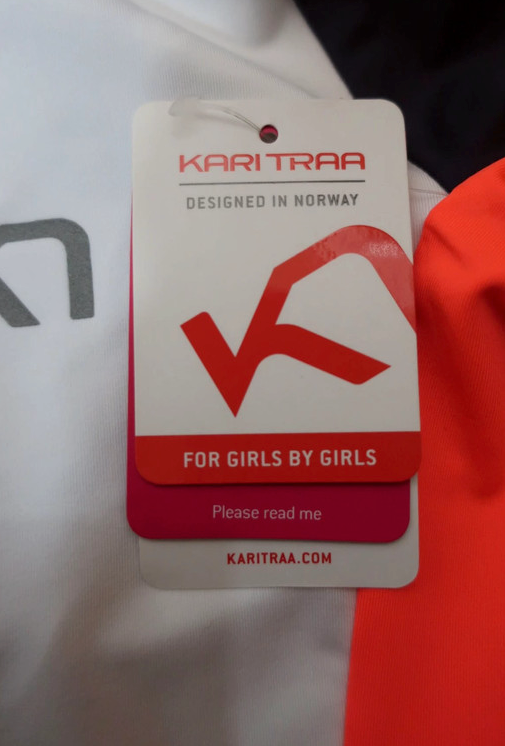 KARI TRAA
DESIGNED IN NORWAY
FOR GIRLS BY GIRLS
Please read me
KARITRAA.COM